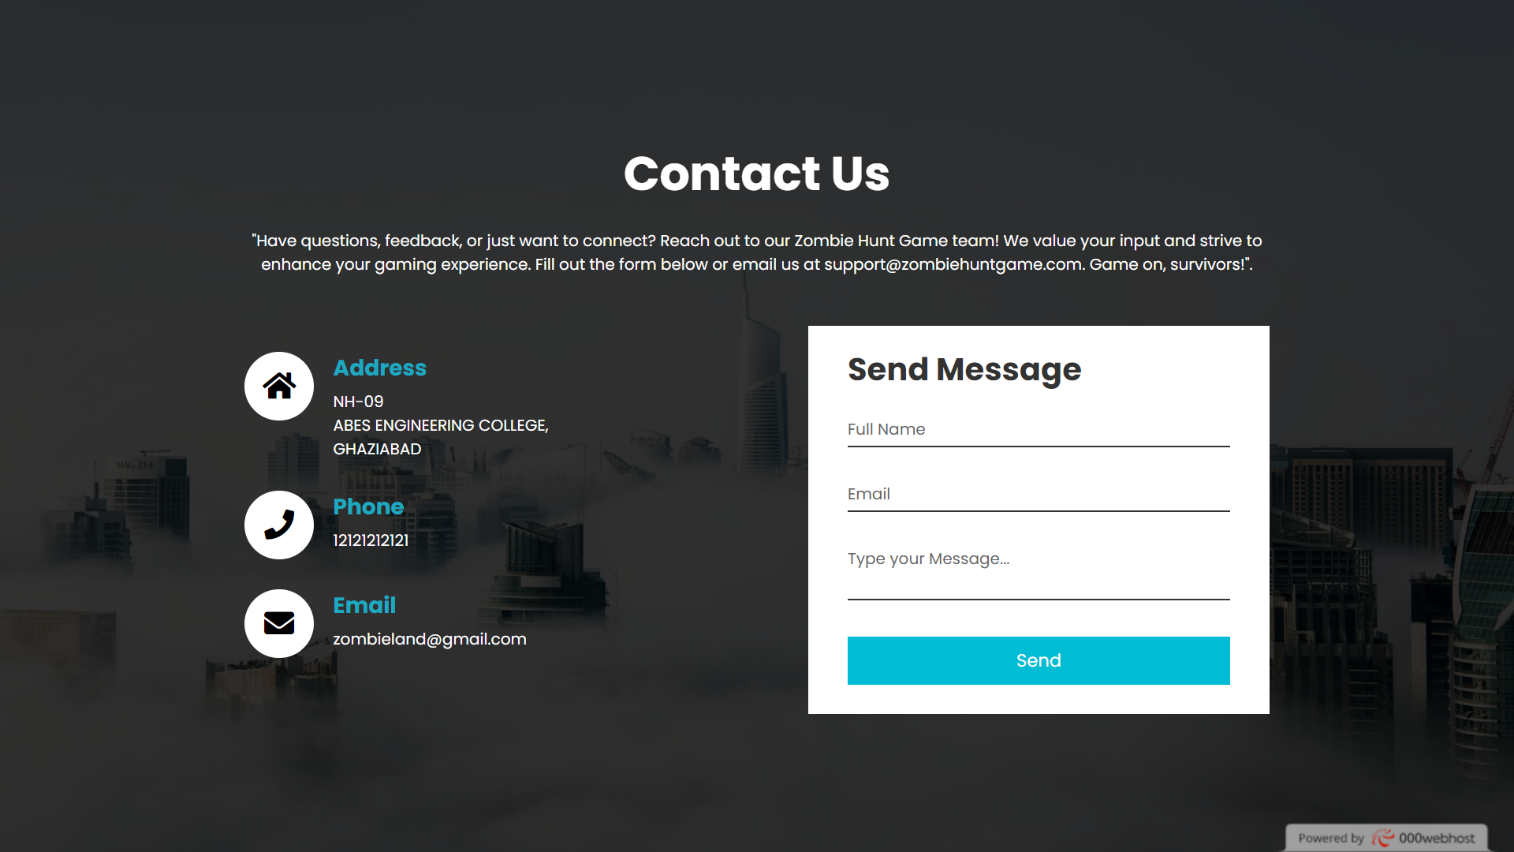 Contact Us
"Have questions, feedback, or just want to connect? Reach out to our Zombie Hunt Game team! We value your input and strive to
enhance your gaming experience. Fill out the form below or email us at support@zombiehuntgame.com. Game on, survivors!".
Address
NH-09
ABES ENGINEERING COLLEGE,
GHAZIABAD
Phone
12121212121
Email
zombieland@gmail.com
Send Message
Full Name
Email
Type your Message...
Send
MAG 214
Powered by 000webhost